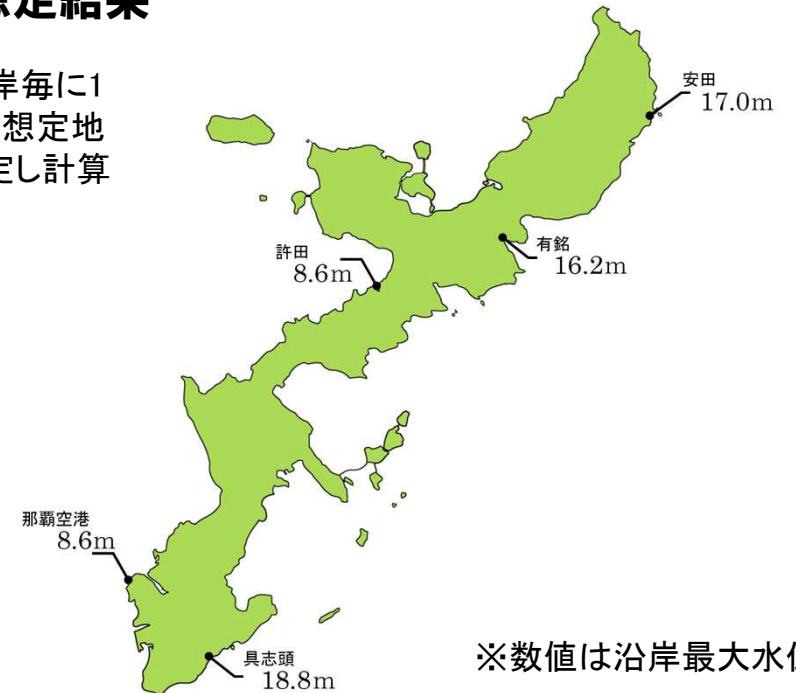 想定結果
岸毎に1
想定地
定し計算
安田
17.0m
有銘
16.2m
許田
8.6m
那覇空港
8.6m
具志頭
18.8m
※数値は沿岸最大水位